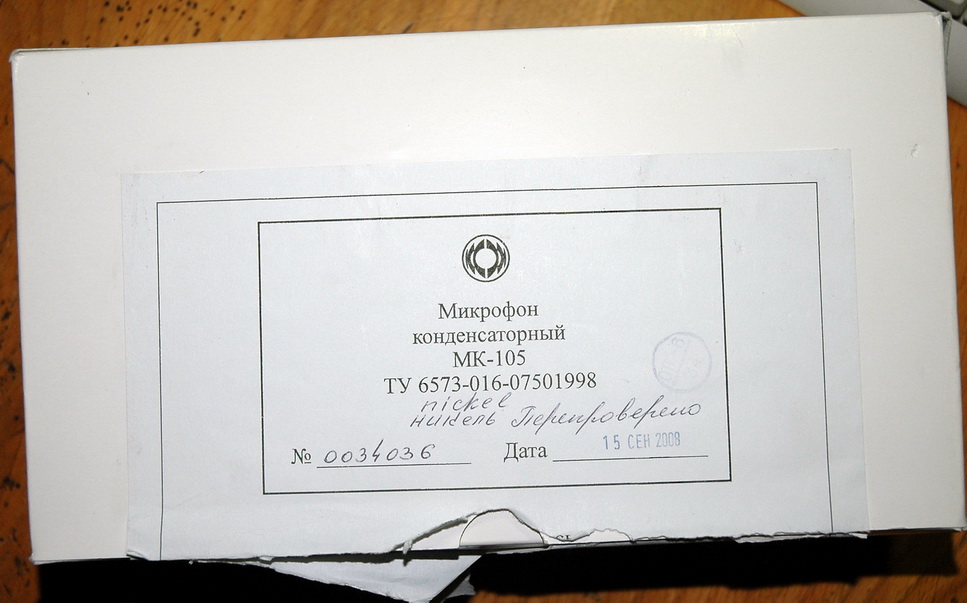 Микрофон
конденсаторный
МК-105
ТУ 6573-016-07501998
nickel
никель Перепроверено
№ 0034036 Дата 15 СЕН 2008